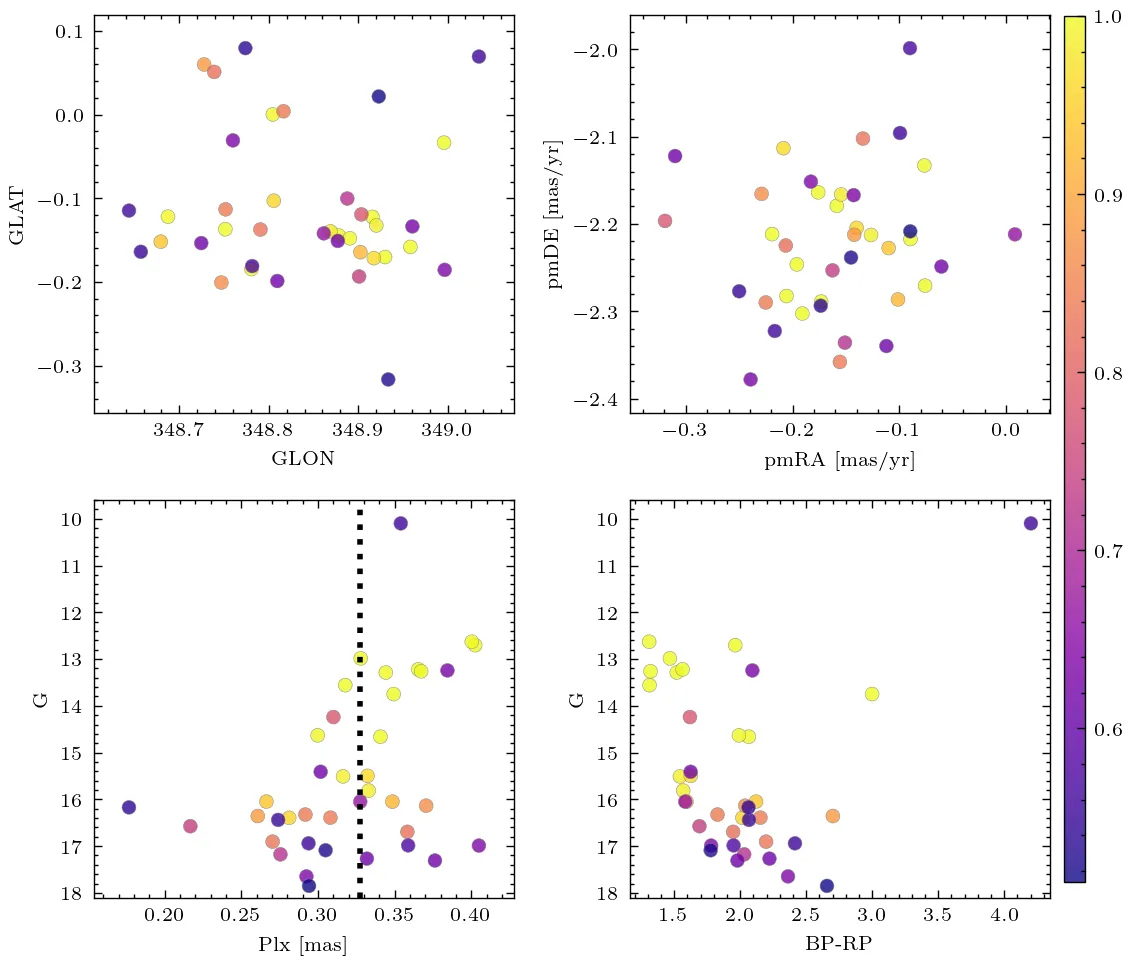 0.1
0.0
−0.1
−0.2
−0.3
GLAT
348.7 348.8 348.9 349.0
GLON
−2.0
−2.1
−2.2
−2.3
−2.4
pmDE [mas/yr]
−0.3 −0.2 −0.1 0.0
pmRA [mas/yr]
1.0
0.9
0.8
0.7
0.6
10
11
12
13
14
15
16
17
18
G
0.20 0.25 0.30 0.35 0.40
Plx [mas]
10
11
12
13
14
15
16
17
18
G
1.5 2.0 2.5 3.0 3.5 4.0
BP-RP